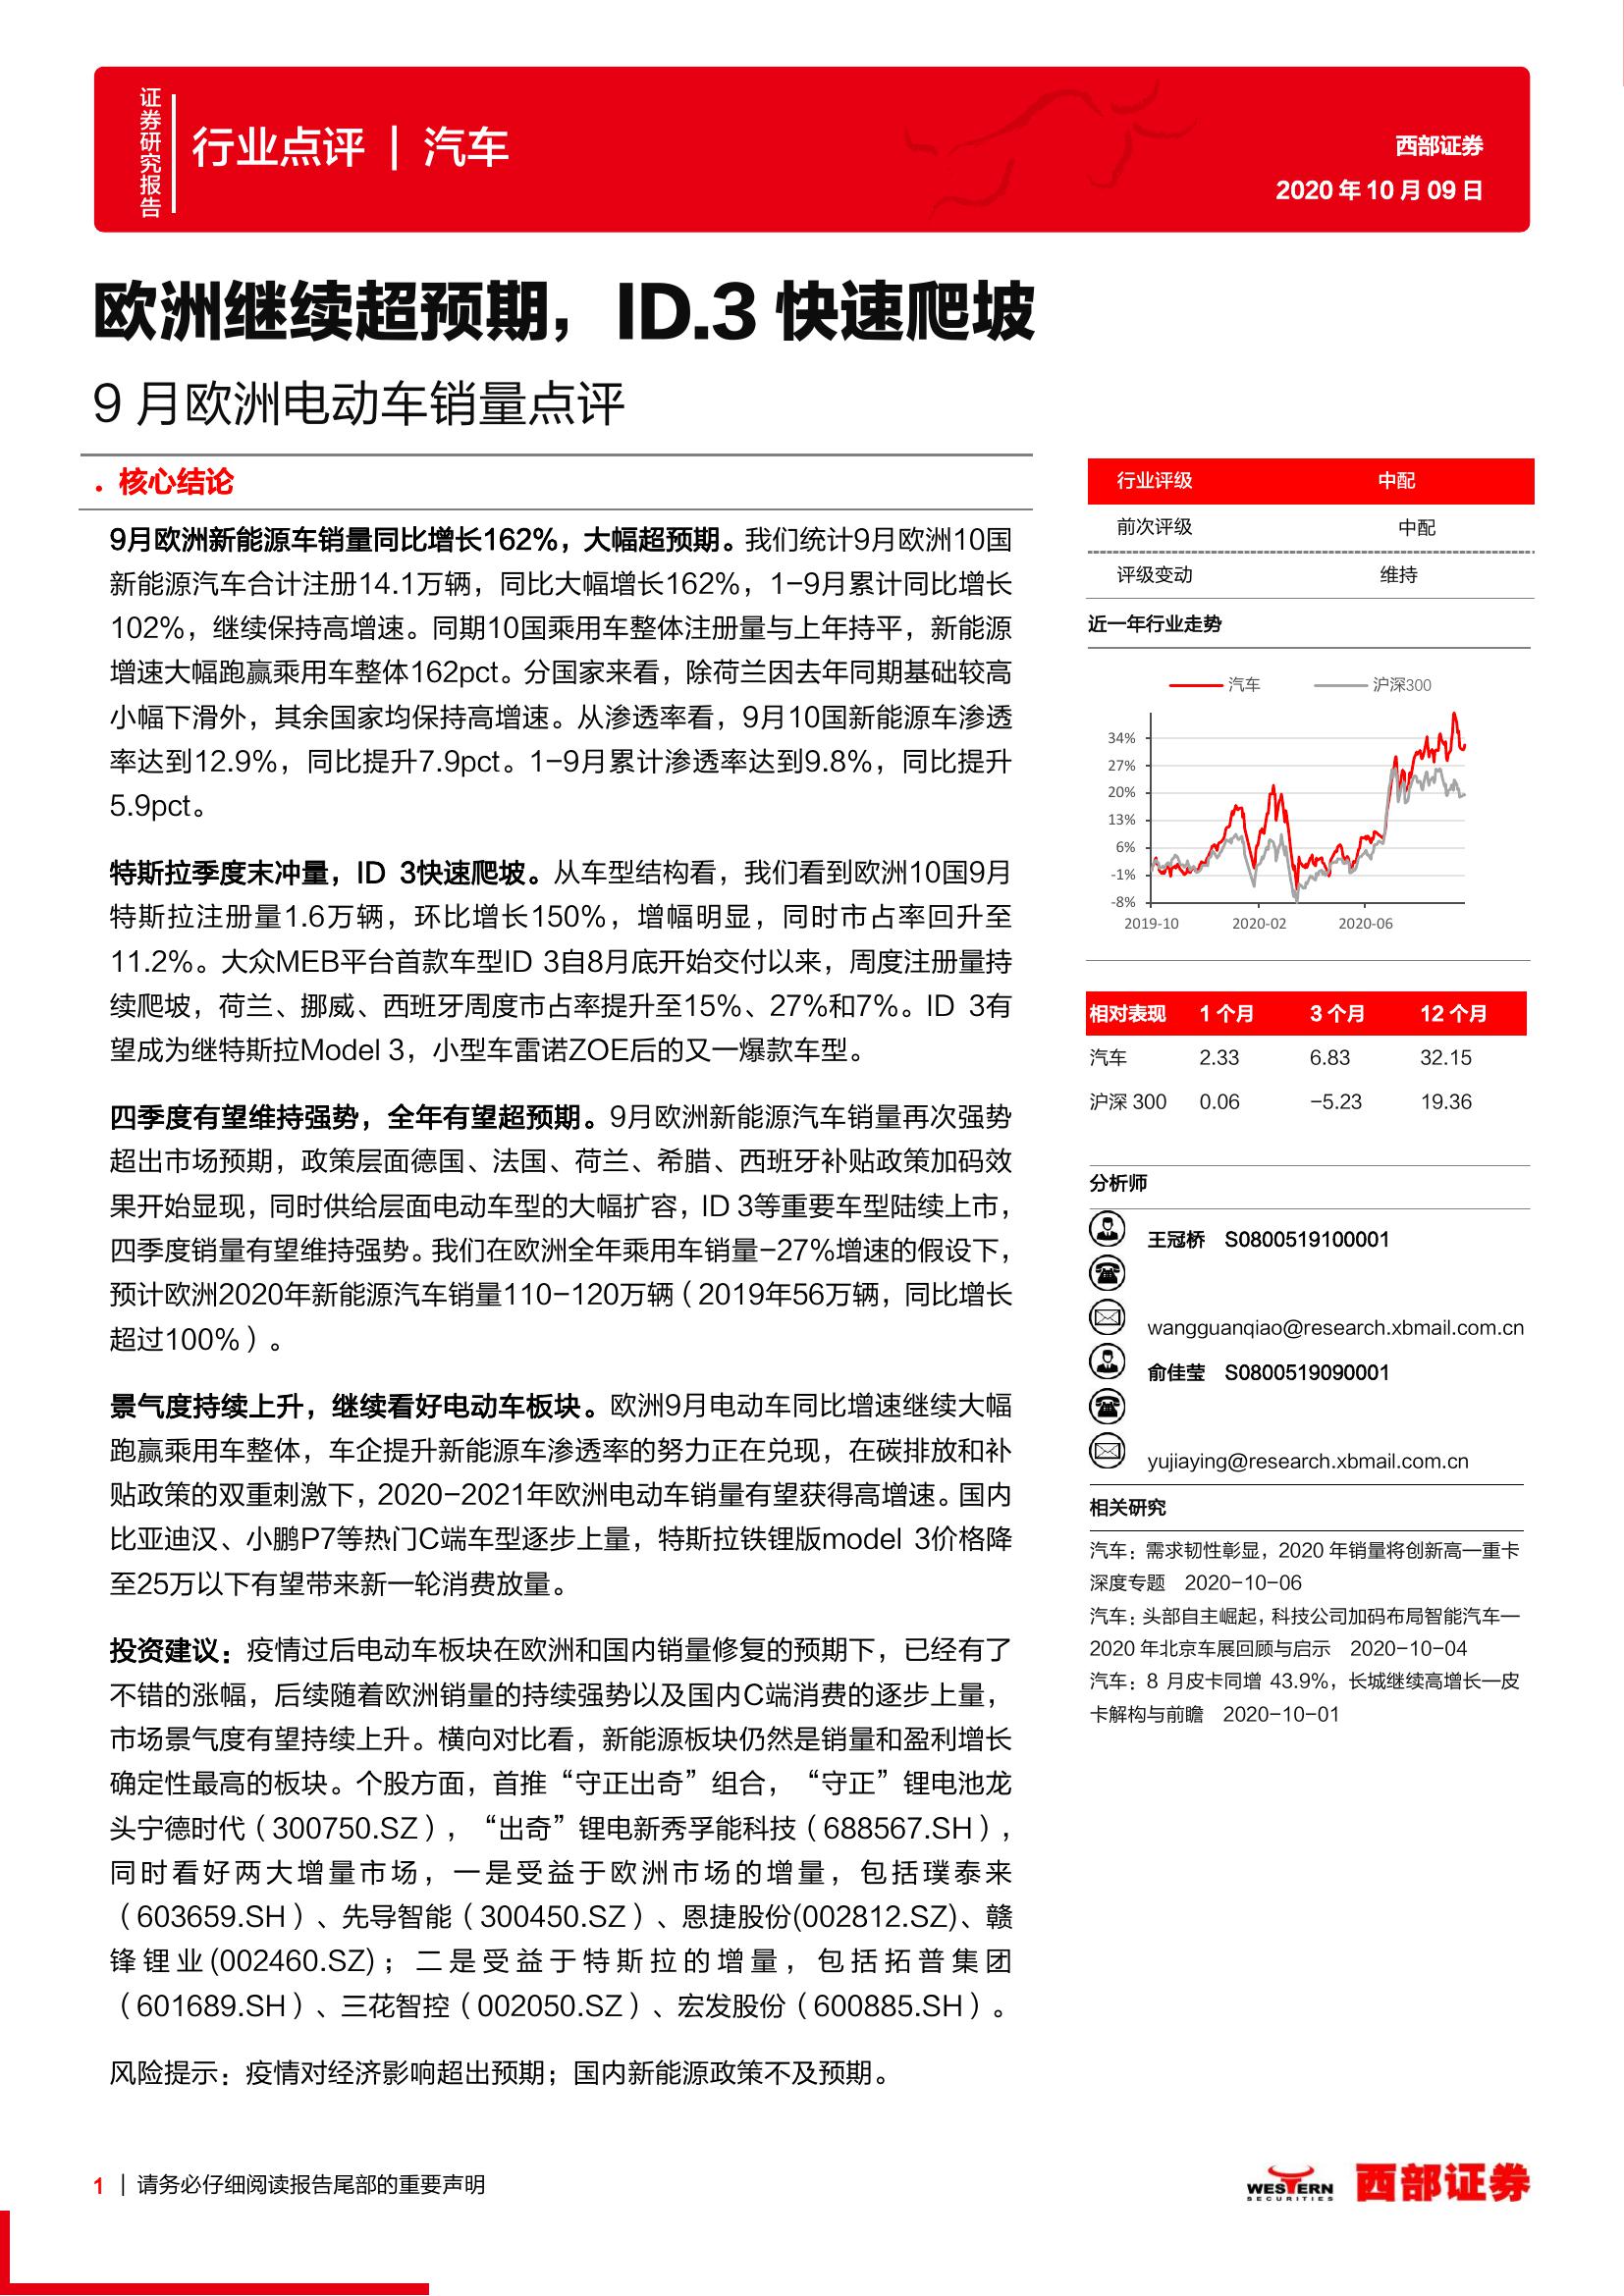 证券研究报告
行业点评 | 汽车
西部证券
2020 年 10 月 09 日
欧洲继续超预期，ID.3 快速爬坡
9 月欧洲电动车销量点评
. 核心结论
9月欧洲新能源车销量同比增长162%，大幅超预期。我们统计9月欧洲10国
新能源汽车合计注册14.1万辆，同比大幅增长162%，1-9月累计同比增长
102%，继续保持高增速。同期10国乘用车整体注册量与上年持平，新能源
增速大幅跑赢乘用车整体162pct。分国家来看，除荷兰因去年同期基础较高
小幅下滑外，其余国家均保持高增速。从渗透率看，9月10国新能源车渗透
率达到12.9%，同比提升7.9pct。1-9月累计渗透率达到9.8%，同比提升
5.9pct。
特斯拉季度末冲量，ID 3快速爬坡。从车型结构看，我们看到欧洲10国9月
特斯拉注册量1.6万辆，环比增长150%，增幅明显，同时市占率回升至
11.2%。大众MEB平台首款车型ID 3自8月底开始交付以来，周度注册量持
续爬坡，荷兰、挪威、西班牙周度市占率提升至15%、27%和7%。ID 3有
望成为继特斯拉Model 3，小型车雷诺ZOE后的又一爆款车型。
四季度有望维持强势，全年有望超预期。9月欧洲新能源汽车销量再次强势
超出市场预期，政策层面德国、法国、荷兰、希腊、西班牙补贴政策加码效
果开始显现，同时供给层面电动车型的大幅扩容，ID 3等重要车型陆续上市，
四季度销量有望维持强势。我们在欧洲全年乘用车销量-27%增速的假设下，
预计欧洲2020年新能源汽车销量110-120万辆（2019年56万辆，同比增长
超过100%）。
景气度持续上升，继续看好电动车板块。欧洲9月电动车同比增速继续大幅
跑赢乘用车整体，车企提升新能源车渗透率的努力正在兑现，在碳排放和补
贴政策的双重刺激下，2020-2021年欧洲电动车销量有望获得高增速。国内
比亚迪汉、小鹏P7等热门C端车型逐步上量，特斯拉铁锂版model 3价格降
至25万以下有望带来新一轮消费放量。
投资建议：疫情过后电动车板块在欧洲和国内销量修复的预期下，已经有了
不错的涨幅，后续随着欧洲销量的持续强势以及国内C端消费的逐步上量，
市场景气度有望持续上升。横向对比看，新能源板块仍然是销量和盈利增长
确定性最高的板块。个股方面，首推“守正出奇”组合，“守正”锂电池龙
头宁德时代（300750.SZ），“出奇”锂电新秀孚能科技（688567.SH），
同时看好两大增量市场，一是受益于欧洲市场的增量，包括璞泰来
（603659.SH）、先导智能（300450.SZ）、恩捷股份(002812.SZ)、赣
锋锂业(002460.SZ)；二是受益于特斯拉的增量，包括拓普集团
（601689.SH）、三花智控（002050.SZ）、宏发股份（600885.SH）。
风险提示：疫情对经济影响超出预期；国内新能源政策不及预期。
行业评级 中配
前次评级 中配
评级变动 维持
近一年行业走势
汽车 沪深300
34%
27%
20%
13%
6%
-1%
-8%
2019-10 2020-02 2020-06
相对表现 1 个月 3 个月 12 个月
汽车 2.33 6.83 32.15
沪深 300 0.06 -5.23 19.36
分析师
王冠桥 S0800519100001
wangguanqiao@research.xbmail.com.cn
俞佳莹 S0800519090001
yujiaying@research.xbmail.com.cn
相关研究
汽车：需求韧性彰显，2020 年销量将创新高—重卡
深度专题 2020-10-06
汽车：头部自主崛起，科技公司加码布局智能汽车—
2020 年北京车展回顾与启示 2020-10-04
汽车：8 月皮卡同增 43.9%，长城继续高增长—皮
卡解构与前瞻 2020-10-01
1 | 请务必仔细阅读报告尾部的重要声明
WESTERN
SECURITIES
西部证券